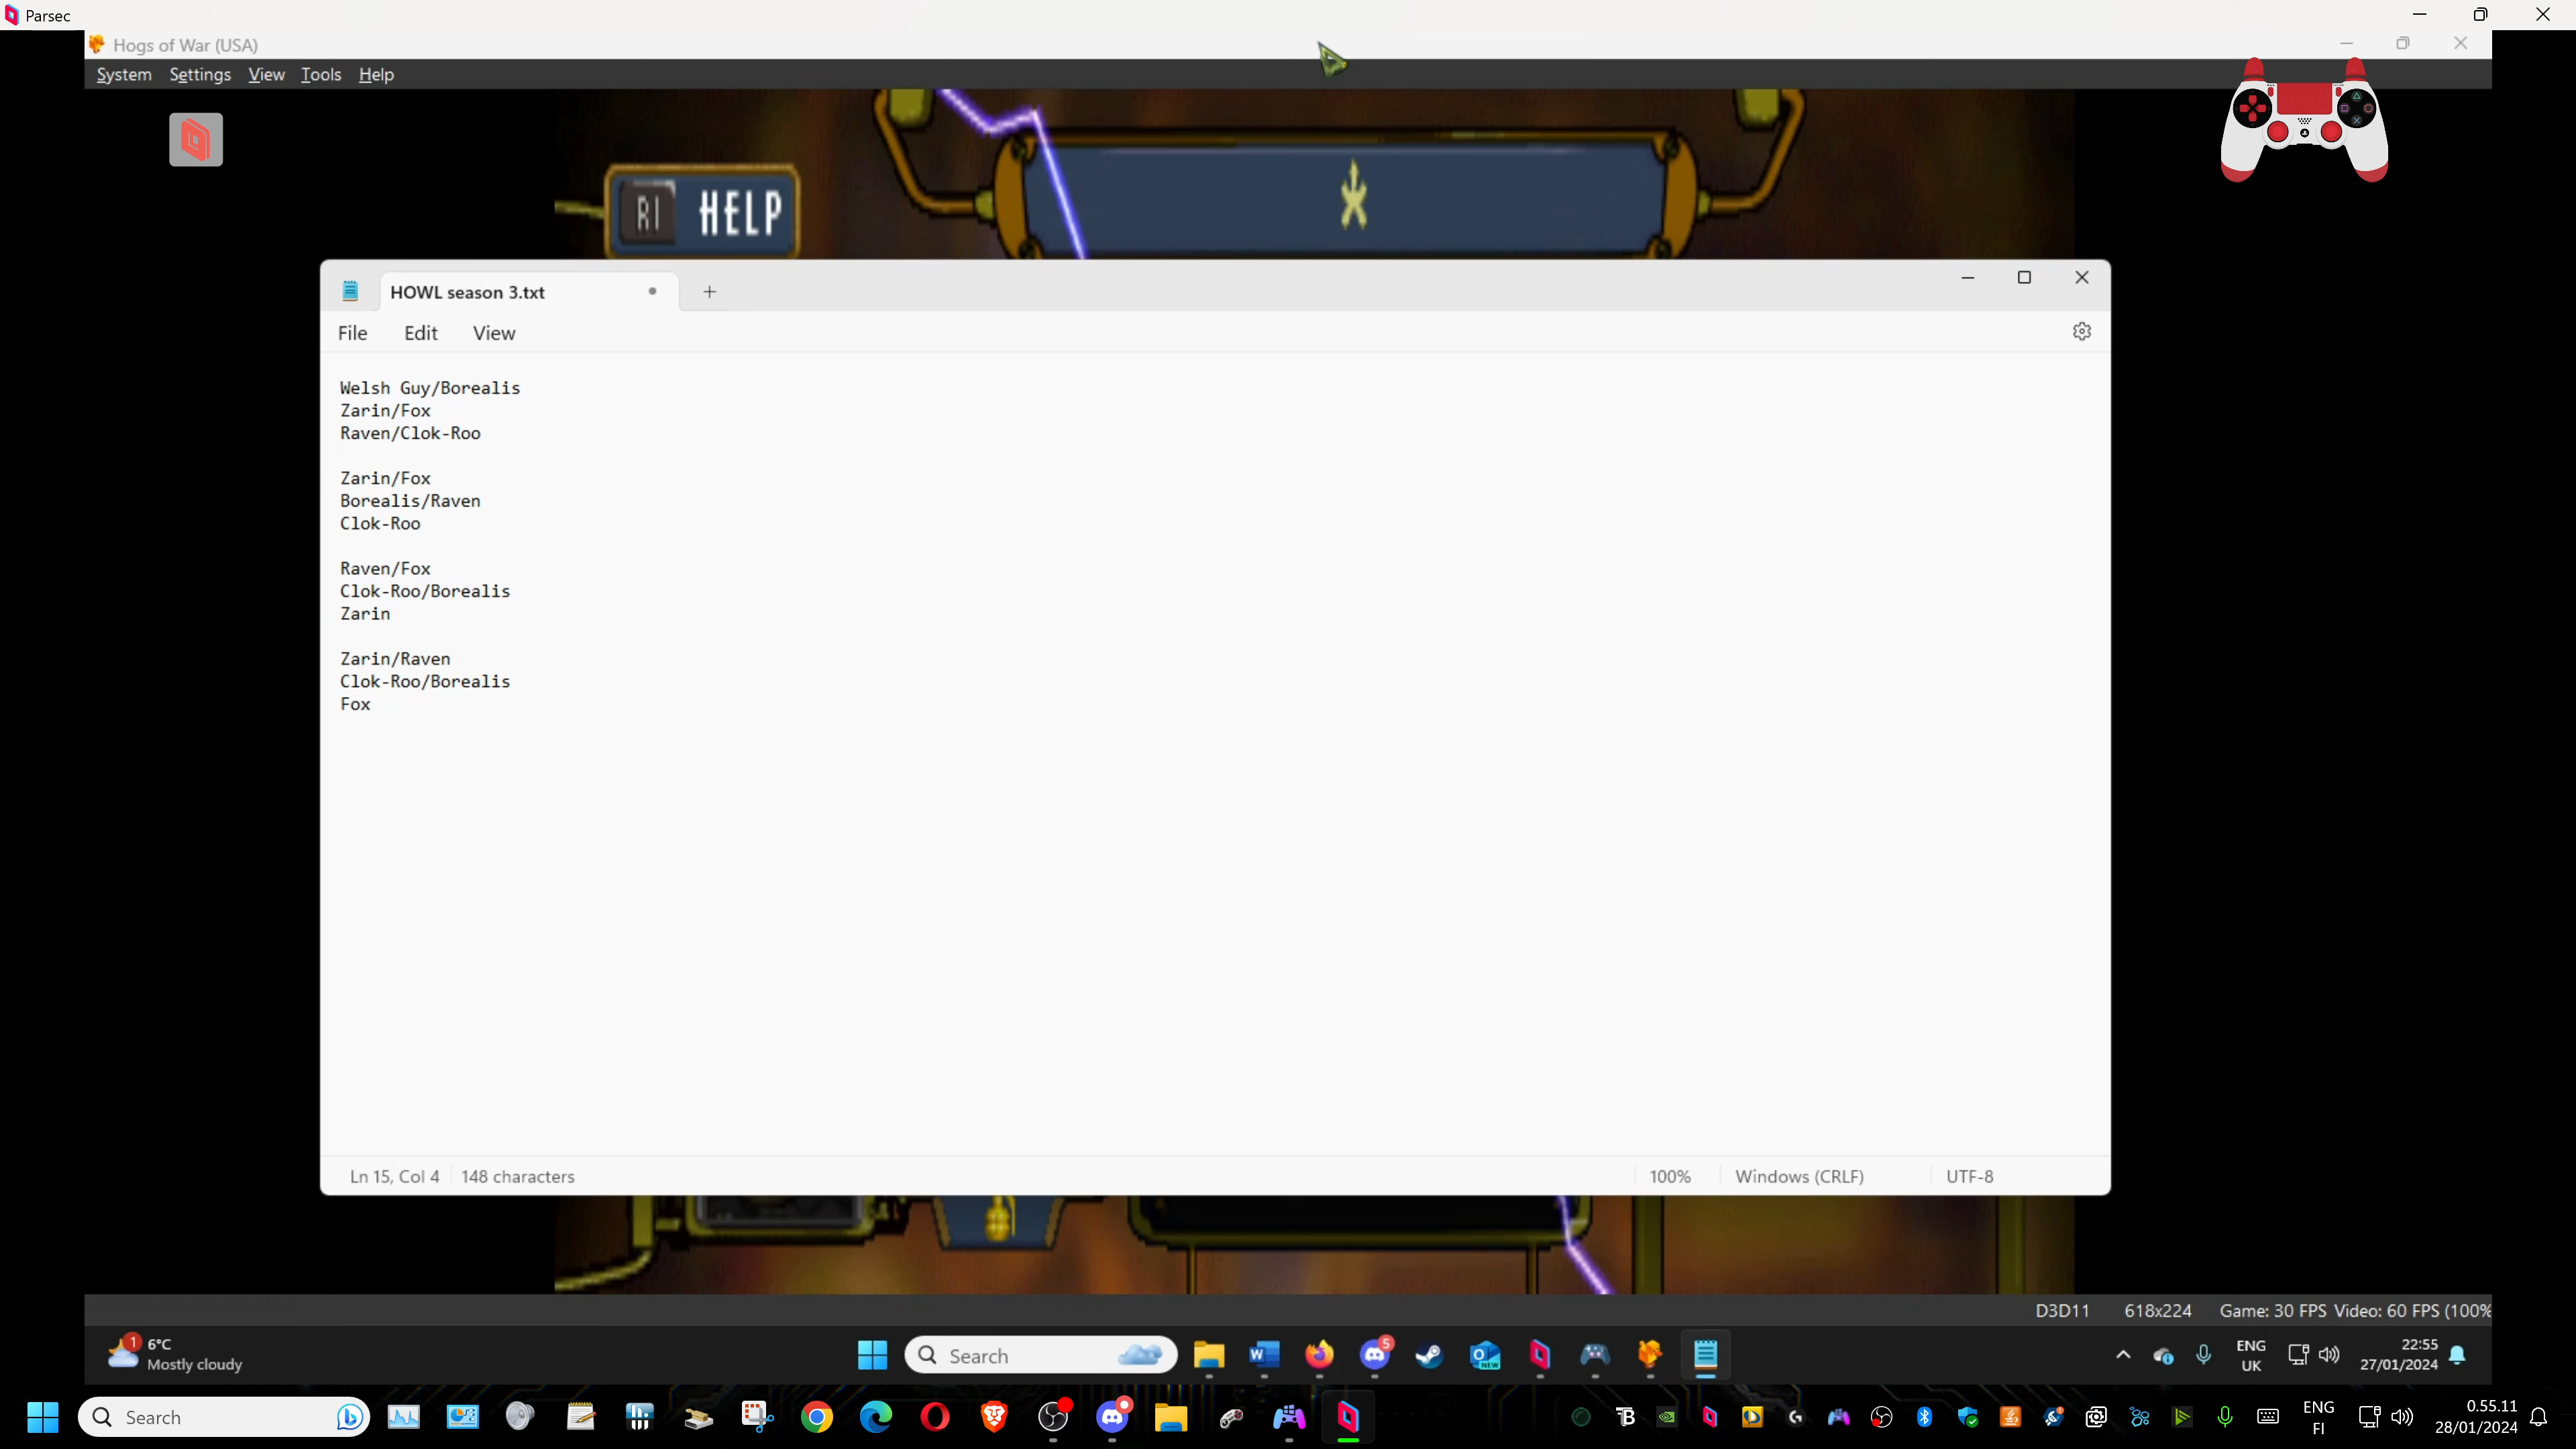 Parsec
Hogs of War (USA)
System Settings View Tools Help
R1 HELP
HOWL season 3.txt
File Edit View
Welsh Guy/Borealis
Zarin/Fox
Raven/Clok-Roo
Zarin/Fox
Borealis/Raven
Clok-Roo
Raven/Fox
Clok-Roo/Borealis
Zarin
Zarin/Raven
Clok-Roo/Borealis
Fox
Ln 15, Col 4 148 characters 100% Windows (CRLF) UTF-8
D3D11 618x224 Game: 30 FPS Video: 60 FPS (100%
1 6°C
Mostly cloudy
Search
5
ENG
UK
22:55
27/01/2024
Search
ENG
FI
0.55.11
28/01/2024